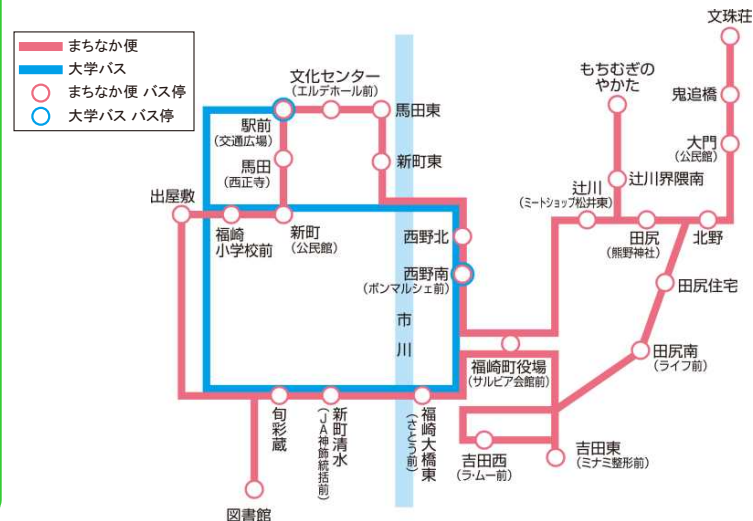 まちなか便
大学バス
まちなか便 バス停
大学バス バス停
文珠荘
文化センター
(エルデホール前)
もちむぎの
やかた
鬼追橋
駅前
(交通広場)
馬田東
大門
(公民館)
馬田
(西正寺)
新町東
辻川
(ミートショップ松井東)
辻川界隈南
出屋敷
福崎
小学校前
新町
(公民館)
西野北
田尻
(熊野神社)
北野
西野南
(ボンマルシェ前)
田尻住宅
市川
福崎町役場
(サルビア会館前)
田尻南
(ライフ前)
旬彩蔵
新町清水
(JA神飾統括前)
福崎大橋東
(さとう前)
吉田西
(ラ・ムー前)
吉田東
(ミナミ整形前)
図書館